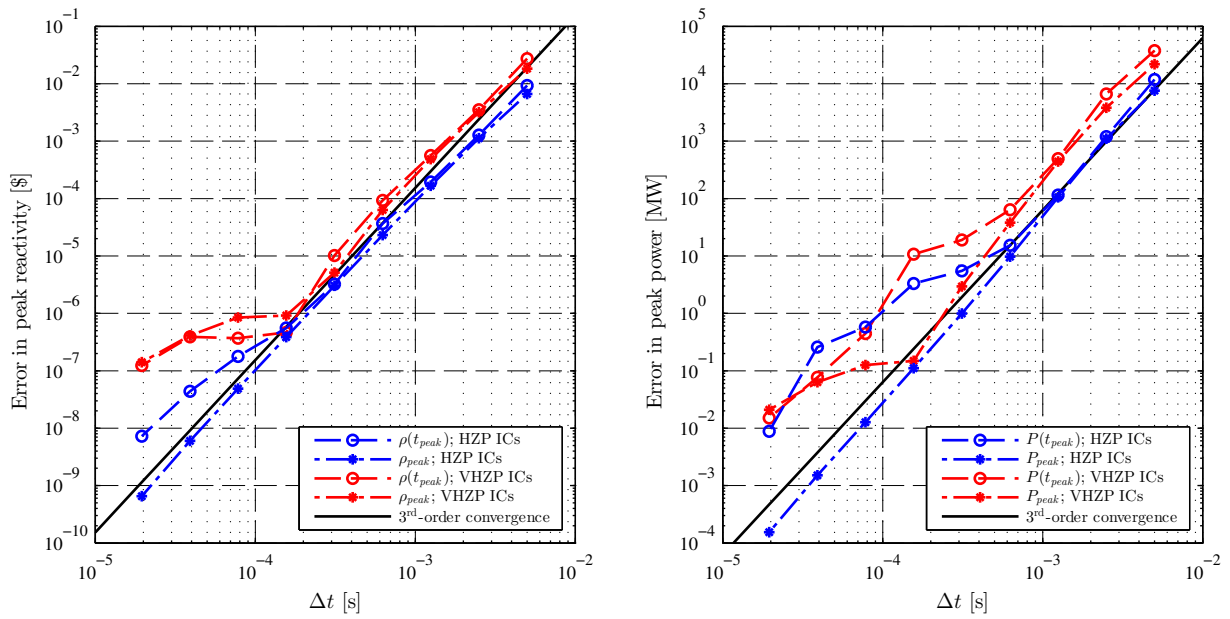 Error in peak reactivity [$]
10^-1
10^-2
10^-3
10^-4
10^-5
10^-6
10^-7
10^-8
10^-9
10^-10
10^-5
10^-4
10^-3
10^-2
Δt [s]
ρ(t_peak); HZP ICs
ρ_peak; HZP ICs
ρ(t_peak); VHZP ICs
ρ_peak; VHZP ICs
3^rd-order convergence
Error in peak power [MW]
10^5
10^4
10^3
10^2
10^1
10^0
10^-1
10^-2
10^-3
10^-4
10^-5
10^-4
10^-3
10^-2
Δt [s]
P(t_peak); HZP ICs
P_peak; HZP ICs
P(t_peak); VHZP ICs
P_peak; VHZP ICs
3^rd-order convergence